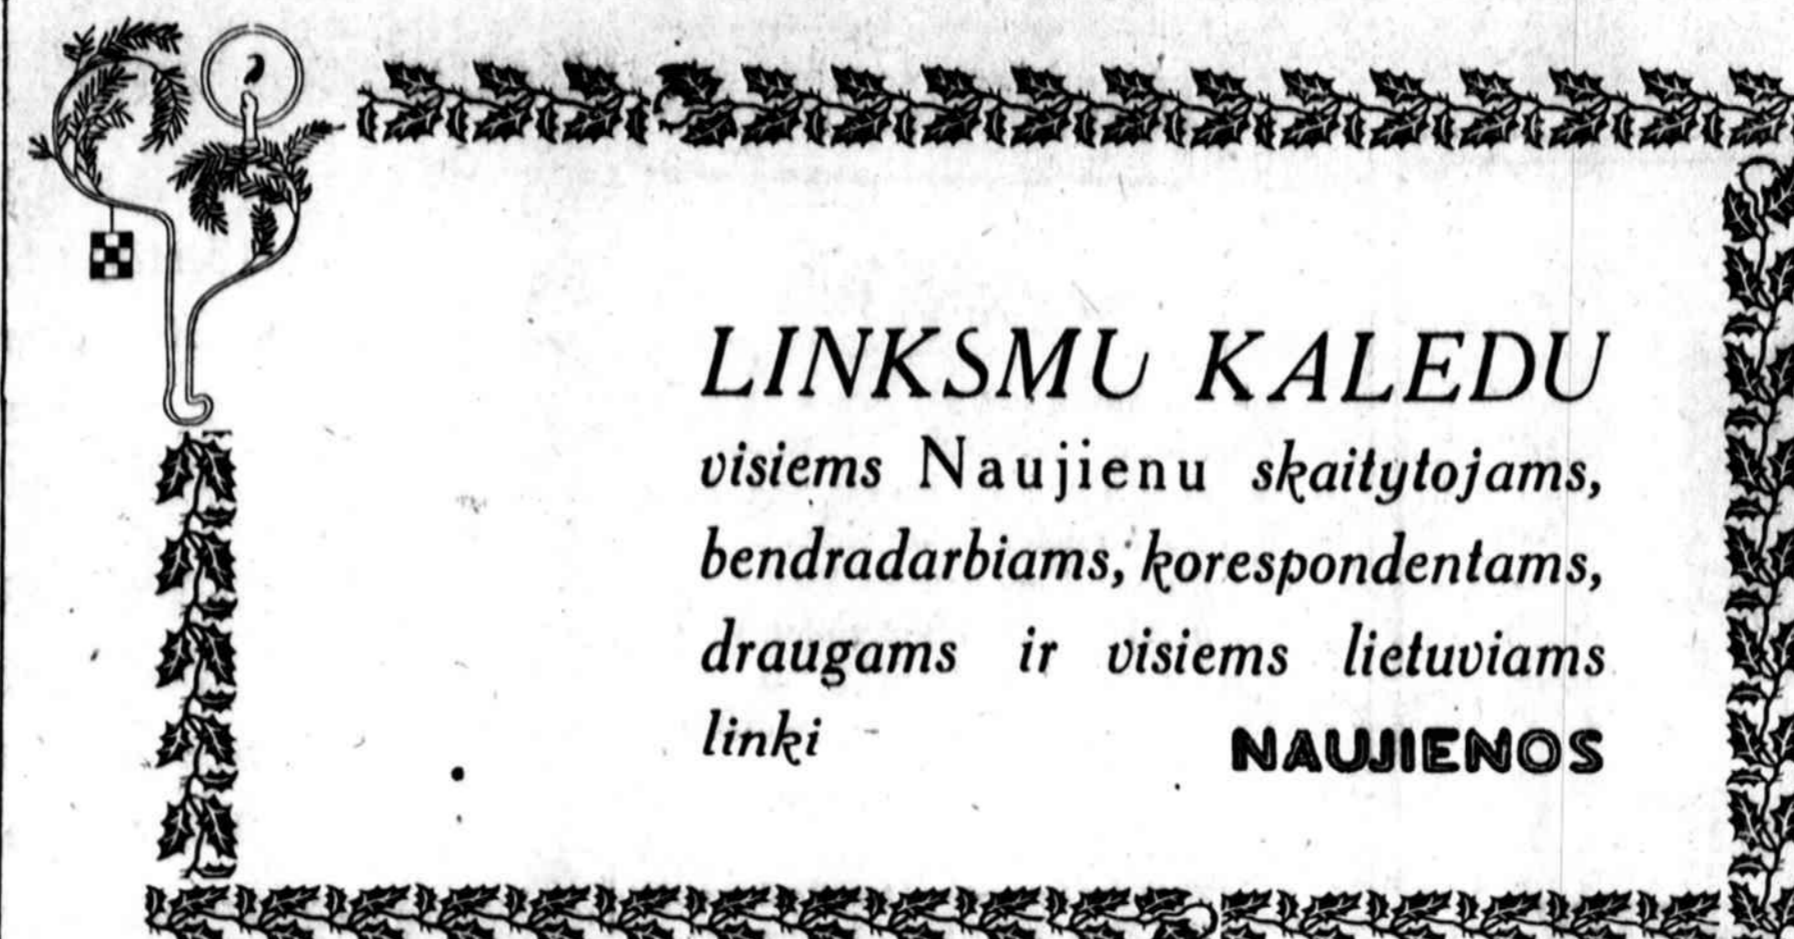 LINKSMU KALEDU
visiems Naujienu skaitytojams,
bendradarbiams, korespondentams,
draugams ir visiems lietuviams
linki NAUJIENOS